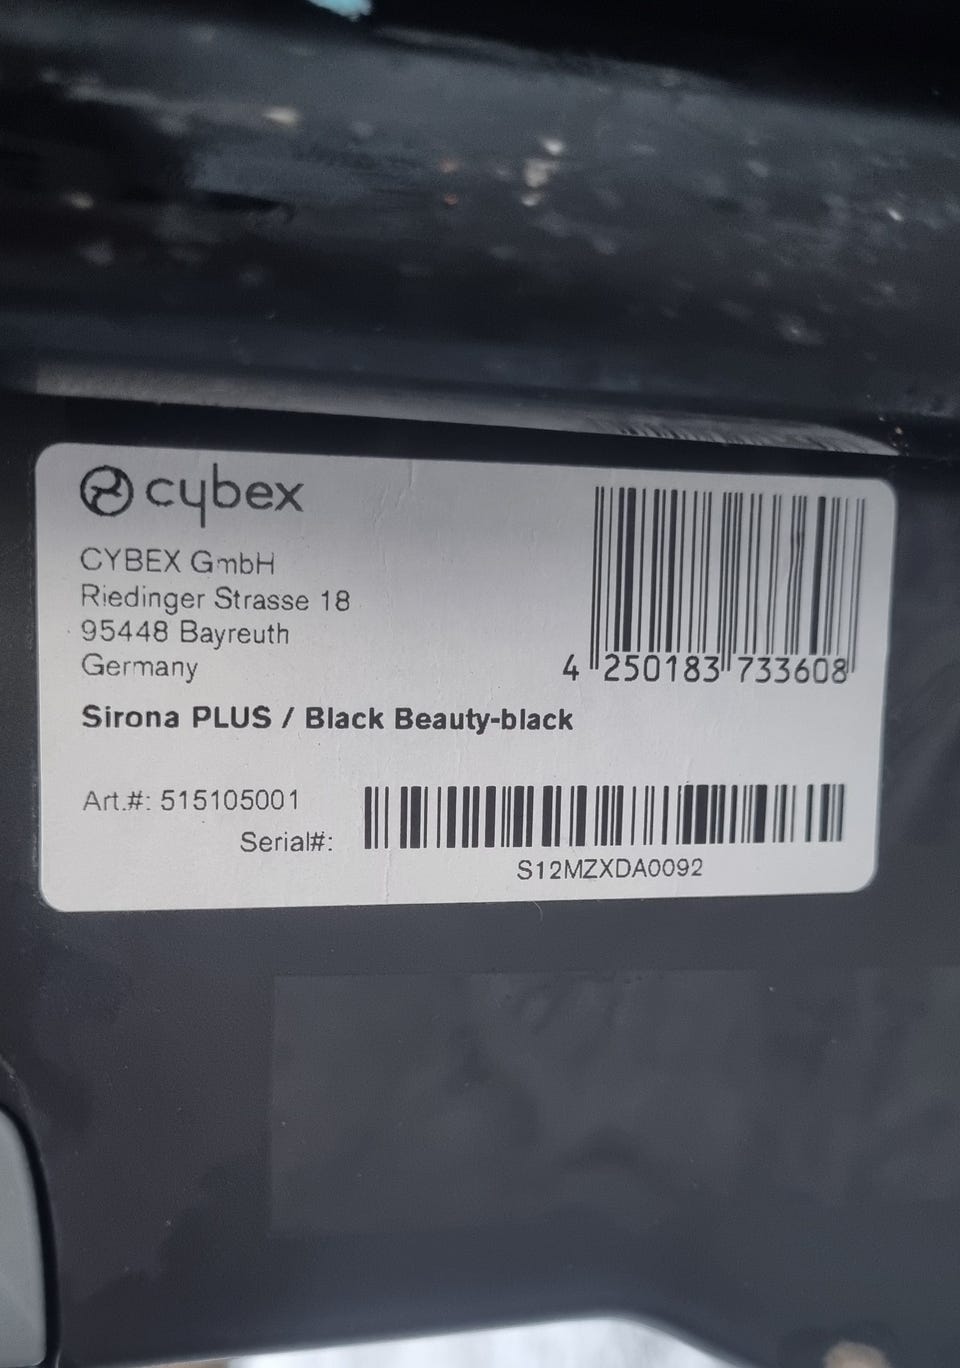 cybex
CYBEX GmbH
Riedinger Strasse 18
95448 Bayreuth
Germany
4 250183 733608
Sirona PLUS / Black Beauty-black
Art.#: 515105001
Serial#:
S12MZXDA0092